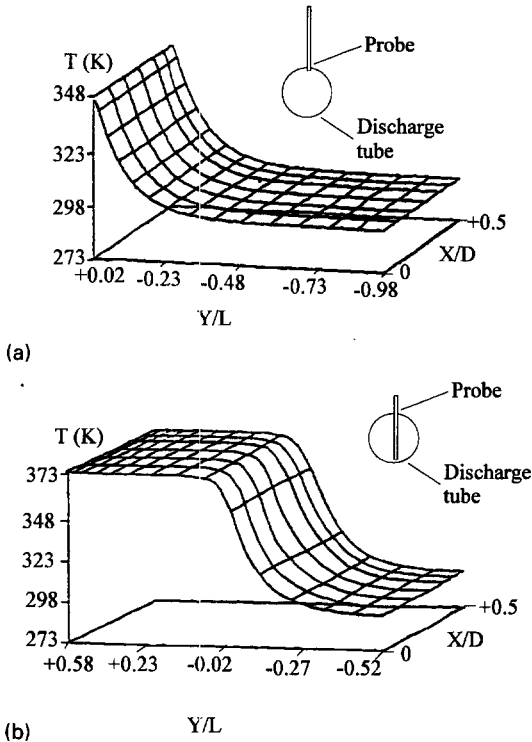 T (K)
348
323
298
273
+0.02
-0.23
-0.48
-0.73
-0.98
Y/L
0
X/D
+0.5
Probe
Discharge
tube
(a)
T (K)
373
348
323
298
273
+0.58
+0.23
-0.02
-0.27
-0.52
Y/L
0
X/D
+0.5
Probe
Discharge
tube
(b)